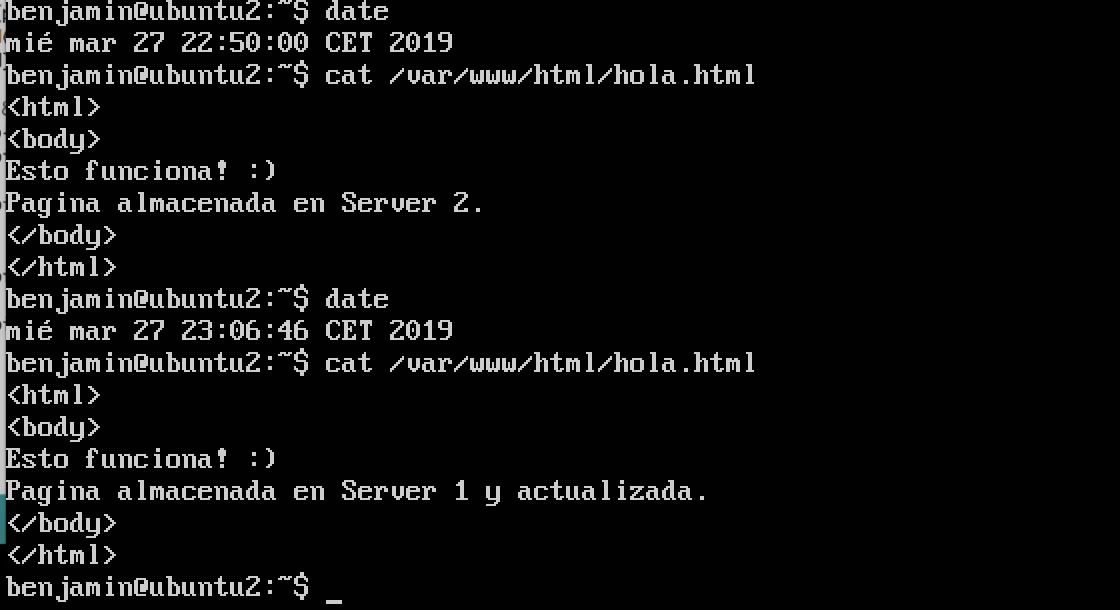 benjamin@ubuntu2:~$ date
mié mar 27 22:50:00 CET 2019
benjamin@ubuntu2:~$ cat /var/www/html/hola.html
<html>
<body>
Esto funciona! :)
Pagina almacenada en Server 2.
</body>
</html>
benjamin@ubuntu2:~$ date
mié mar 27 23:06:46 CET 2019
benjamin@ubuntu2:~$ cat /var/www/html/hola.html
<html>
<body>
Esto funciona! :)
Pagina almacenada en Server 1 y actualizada.
</body>
</html>
benjamin@ubuntu2:~$ _